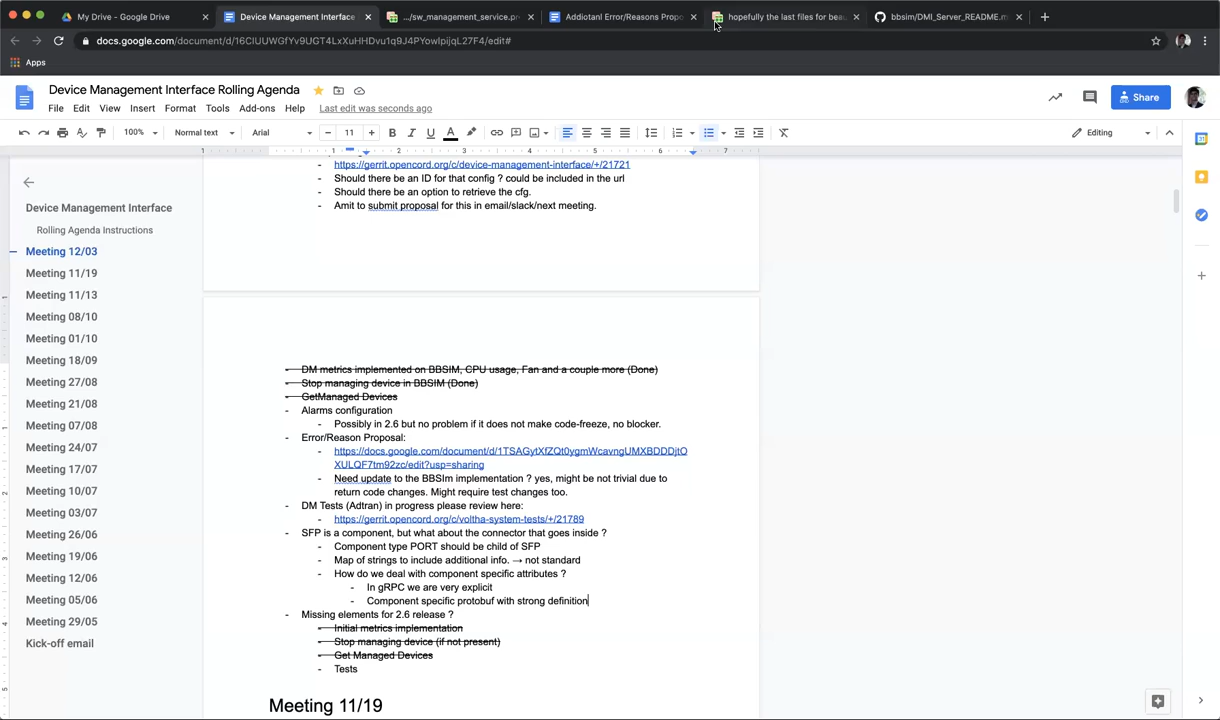 My Drive - Google Drive
Device Management Interface
.../sw_management_service.pr
Addiotanl Error/Reasons Propo
hopefully the last files for beau
bbsim/DMI_Server_README.m
docs.google.com/document/d/16CIUUWGfYv9UGT4LxXuHHDvu1q9J4PYowIpijqL27F4/edit#
Apps
Device Management Interface Rolling Agenda
File Edit View Insert Format Tools Add-ons Help Last edit was seconds ago
Share
100% Normal text Arial 11 Editing
1 1 2 3 4 5 6 7
https://gerrit.opencord.org/c/device-management-interface/+/21721
- Should there be an ID for that config ? could be included in the url
- Should there be an option to retrieve the cfg.
- Amit to submit proposal for this in email/slack/next meeting.
Device Management Interface
Rolling Agenda Instructions
Meeting 12/03
Meeting 11/19
Meeting 11/13
Meeting 08/10
Meeting 01/10
Meeting 18/09
Meeting 27/08
Meeting 21/08
Meeting 07/08
Meeting 24/07
Meeting 17/07
Meeting 10/07
Meeting 03/07
Meeting 26/06
Meeting 19/06
Meeting 12/06
Meeting 05/06
Meeting 29/05
Kick-off email
- DM metrics implemented on BBSIM, CPU usage, Fan and a couple more (Done)
- Stop managing device in BBSIM (Done)
- GetManaged Devices
- Alarms configuration
- Possibly in 2.6 but no problem if it does not make code-freeze, no blocker.
- Error/Reason Proposal:
- https://docs.google.com/document/d/1TSAGytXfZQt0ygmWcavngUMXBDDDjtO
XULQF7tm92zc/edit?usp=sharing
- Need update to the BBSIm implementation ? yes, might be not trivial due to
return code changes. Might require test changes too.
- DM Tests (Adtran) in progress please review here:
- https://gerrit.opencord.org/c/voltha-system-tests/+/21789
- SFP is a component, but what about the connector that goes inside ?
- Component type PORT should be child of SFP
- Map of strings to include additional info. → not standard
- How do we deal with component specific attributes ?
- In gRPC we are very explicit
- Component specific protobuf with strong definition
- Missing elements for 2.6 release ?
- Initial metrics implementation
- Stop managing device (if not present)
- Get Managed Devices
- Tests
Meeting 11/19